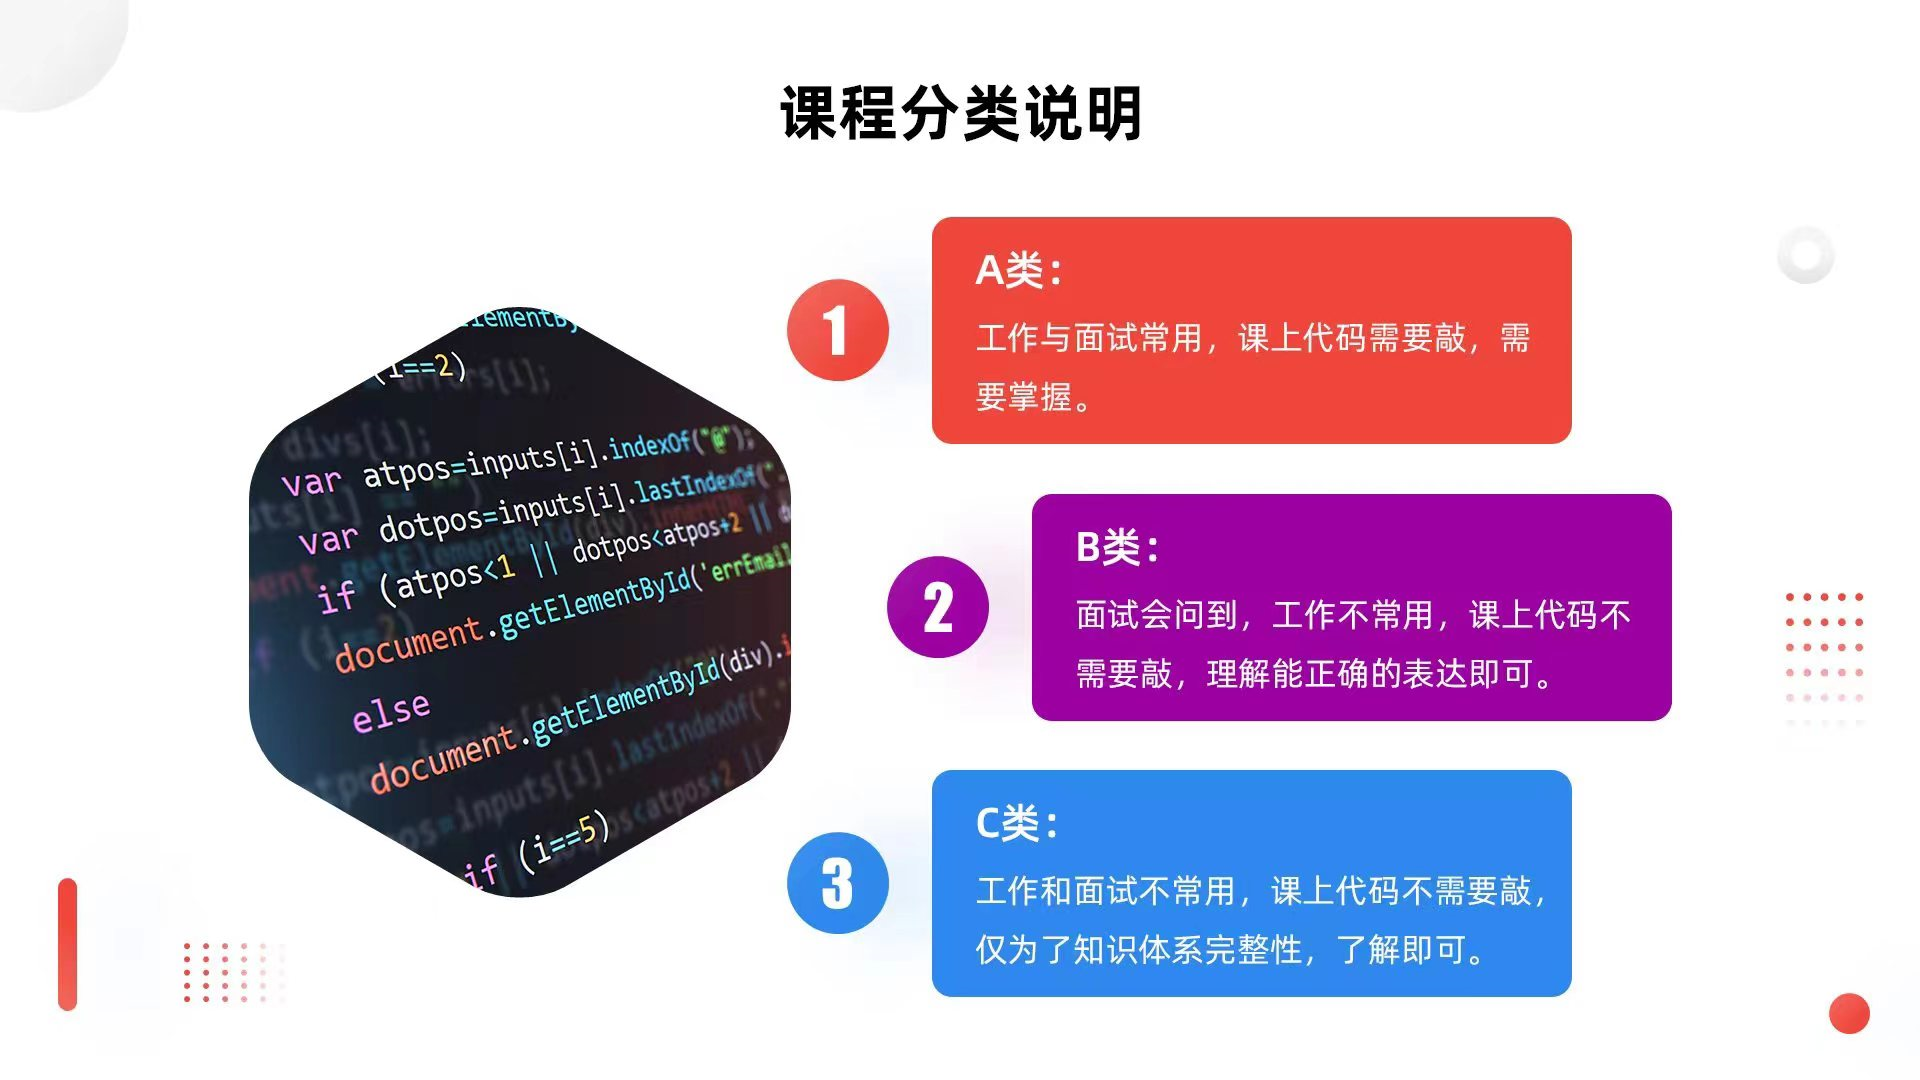 课程分类说明
1
A类：
工作与面试常用，课上代码需要敲，需
要掌握。
2
B类：
面试会问到，工作不常用，课上代码不
需要敲，理解能正确的表达即可。
3
C类：
工作和面试不常用，课上代码不需要敲，
仅为了知识体系完整性，了解即可。
(i==2)
var atpos=inputs[i].indexOf("@");
var dotpos=inputs[i].lastIndexOf(".
if (atpos<1 || dotpos<atpos+2 ||
document.getElementById('errEmail
else
document.getElementById(div).i
if (i==5)